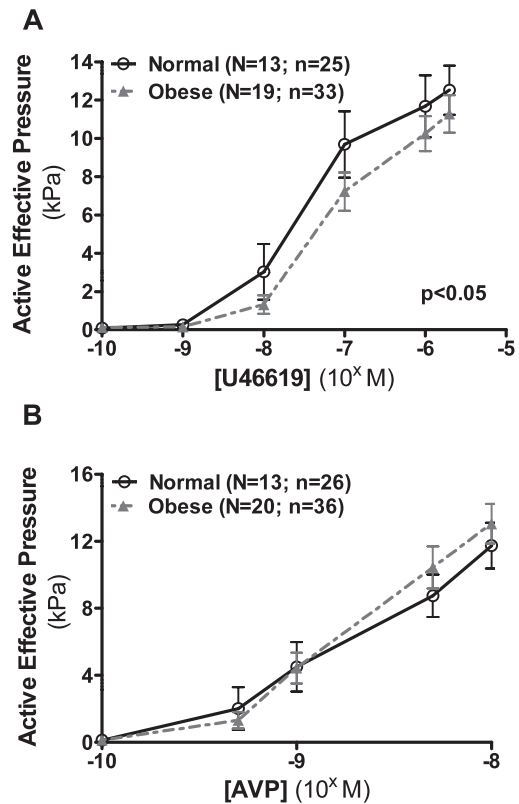 A
Normal (N=13; n=25)
Obese (N=19; n=33)
Active Effective Pressure
(kPa)
14
12
10
8
6
4
2
0
p<0.05
-10 -9 -8 -7 -6 -5
[U46619] (10ˣ M)
B
Normal (N=13; n=26)
Obese (N=20; n=36)
Active Effective Pressure
(kPa)
16
12
8
4
0
-10 -9 -8
[AVP] (10ˣ M)